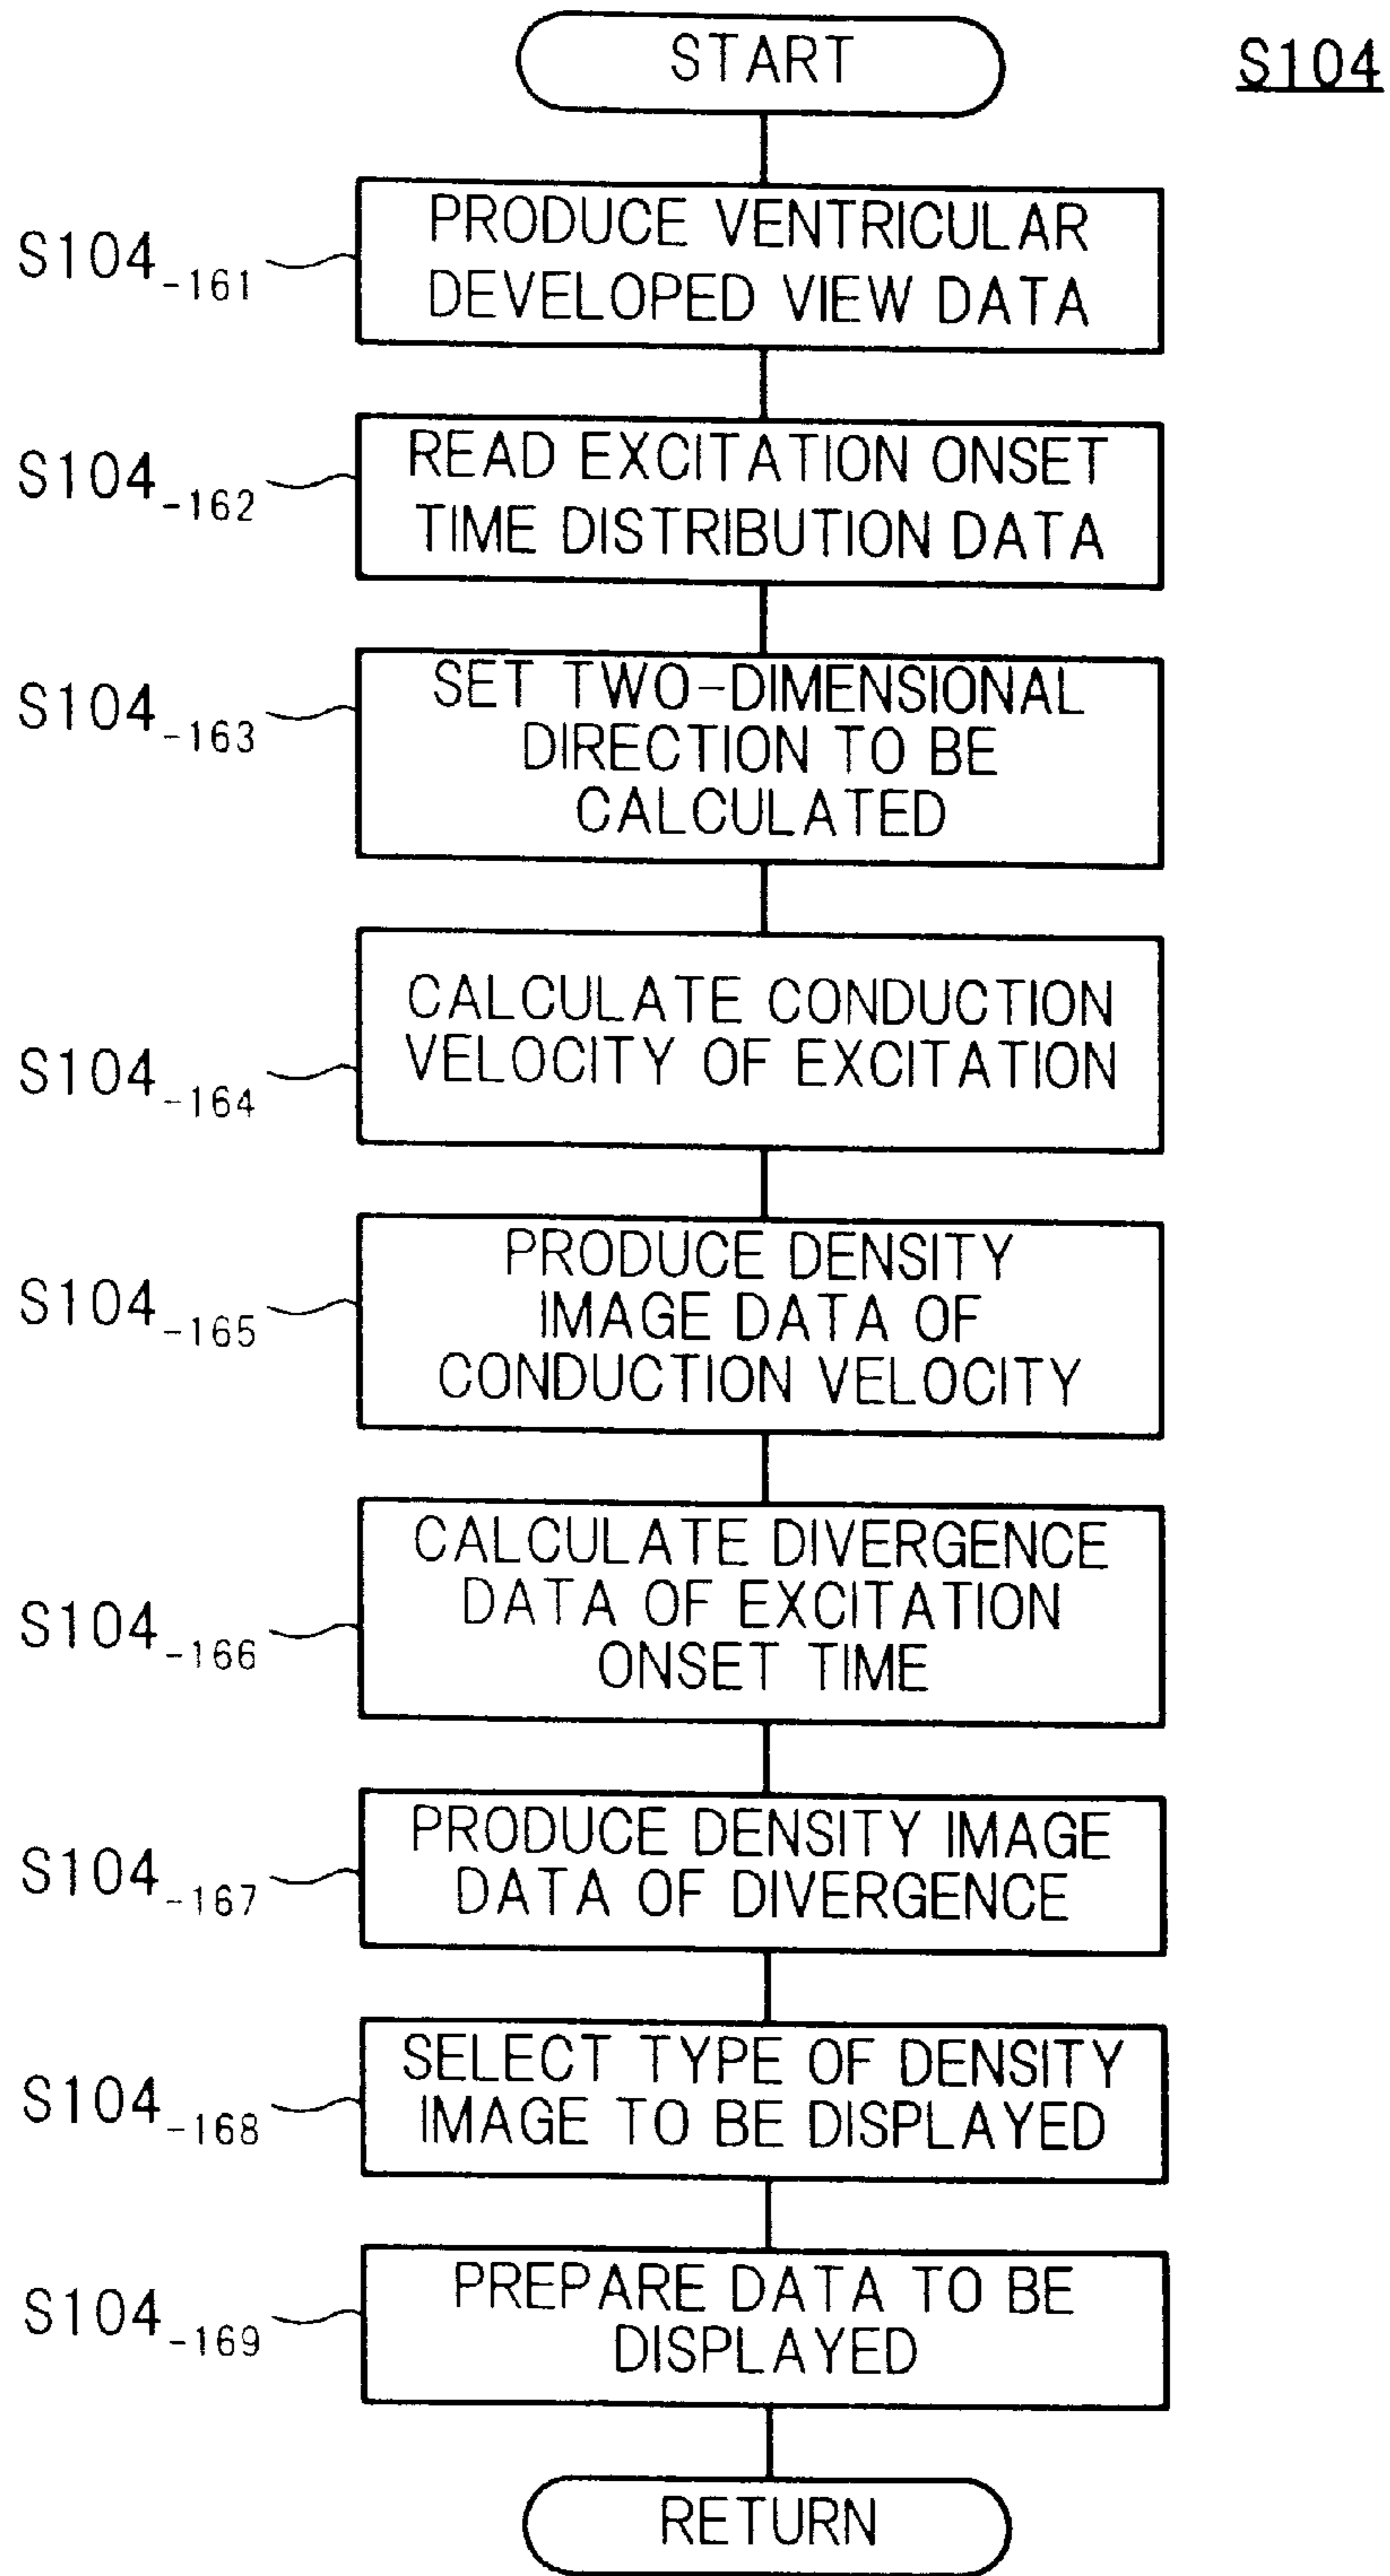 START
S104
S104-161
PRODUCE VENTRICULAR
DEVELOPED VIEW DATA
S104-162
READ EXCITATION ONSET
TIME DISTRIBUTION DATA
S104-163
SET TWO-DIMENSIONAL
DIRECTION TO BE
CALCULATED
S104-164
CALCULATE CONDUCTION
VELOCITY OF EXCITATION
S104-165
PRODUCE DENSITY
IMAGE DATA OF
CONDUCTION VELOCITY
S104-166
CALCULATE DIVERGENCE
DATA OF EXCITATION
ONSET TIME
S104-167
PRODUCE DENSITY IMAGE
DATA OF DIVERGENCE
S104-168
SELECT TYPE OF DENSITY
IMAGE TO BE DISPLAYED
S104-169
PREPARE DATA TO BE
DISPLAYED
RETURN